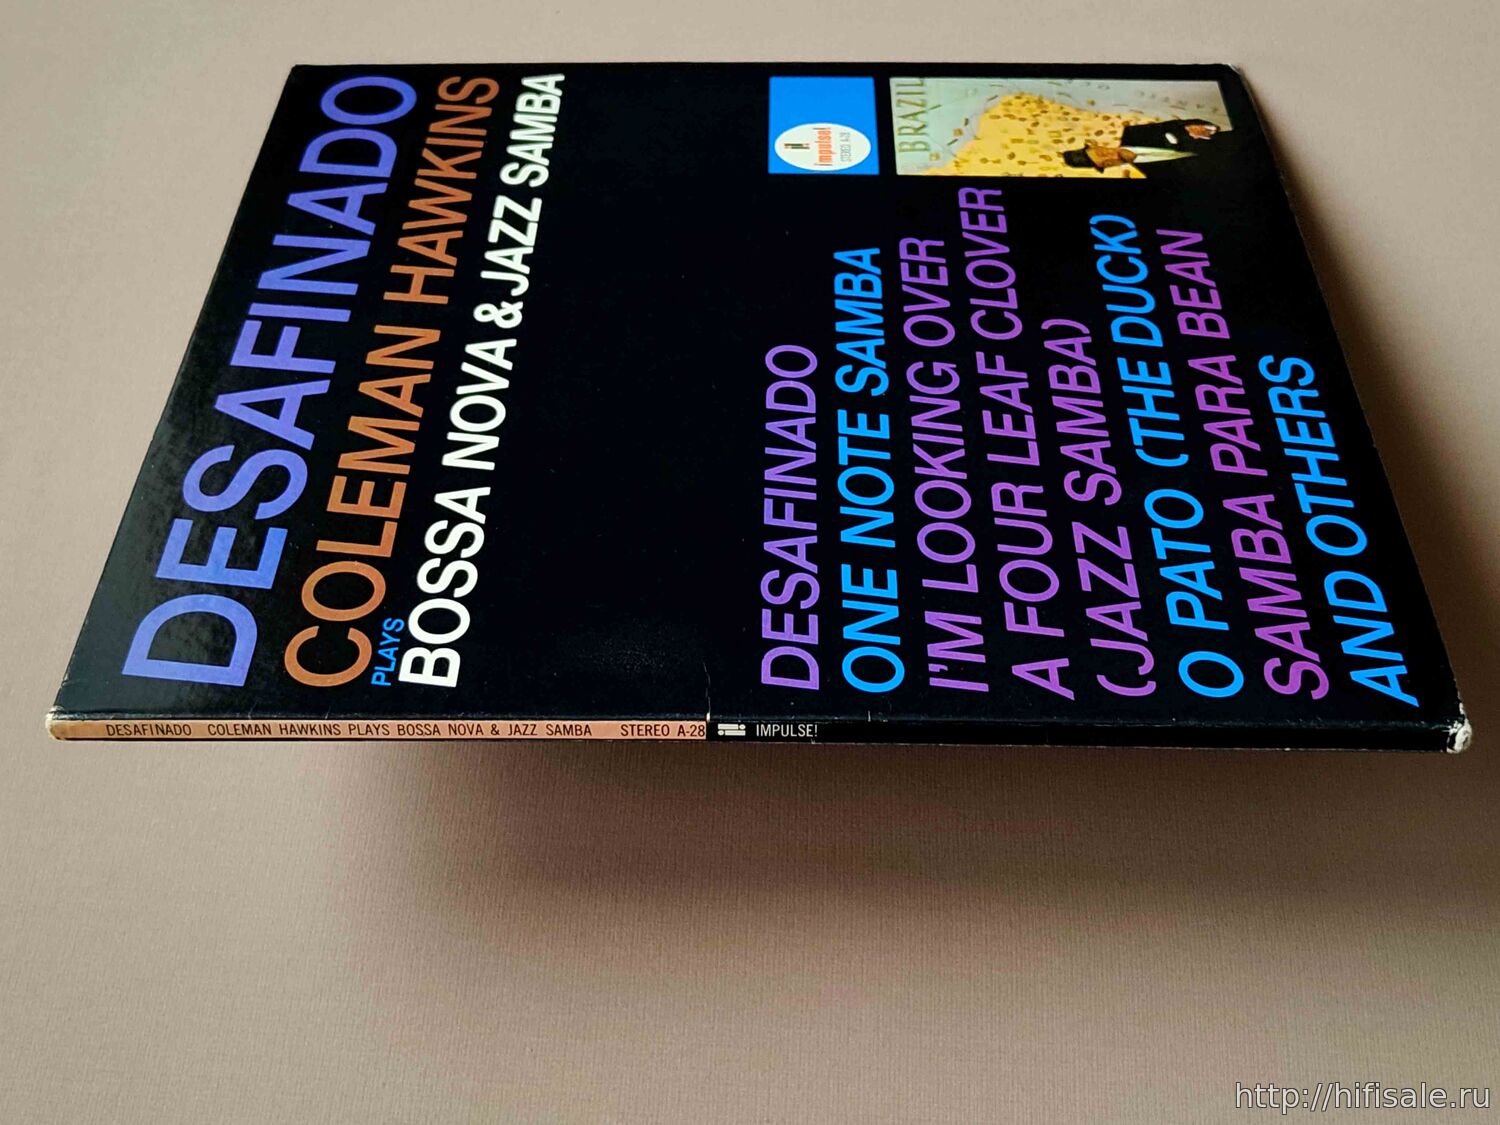 DESAFINADO
COLEMAN HAWKINS
PLAYS
BOSSA NOVA & JAZZ SAMBA
impulse!
STEREO A-28
BRAZIL
DESAFINADO
ONE NOTE SAMBA
I'M LOOKING OVER
A FOUR LEAF CLOVER
(JAZZ SAMBA)
O PATO (THE DUCK)
SAMBA PARA BEAN
AND OTHERS
DESAFINADO COLEMAN HAWKINS PLAYS BOSSA NOVA & JAZZ SAMBA STEREO A-28 IMPULSE!
http://hifisale.ru